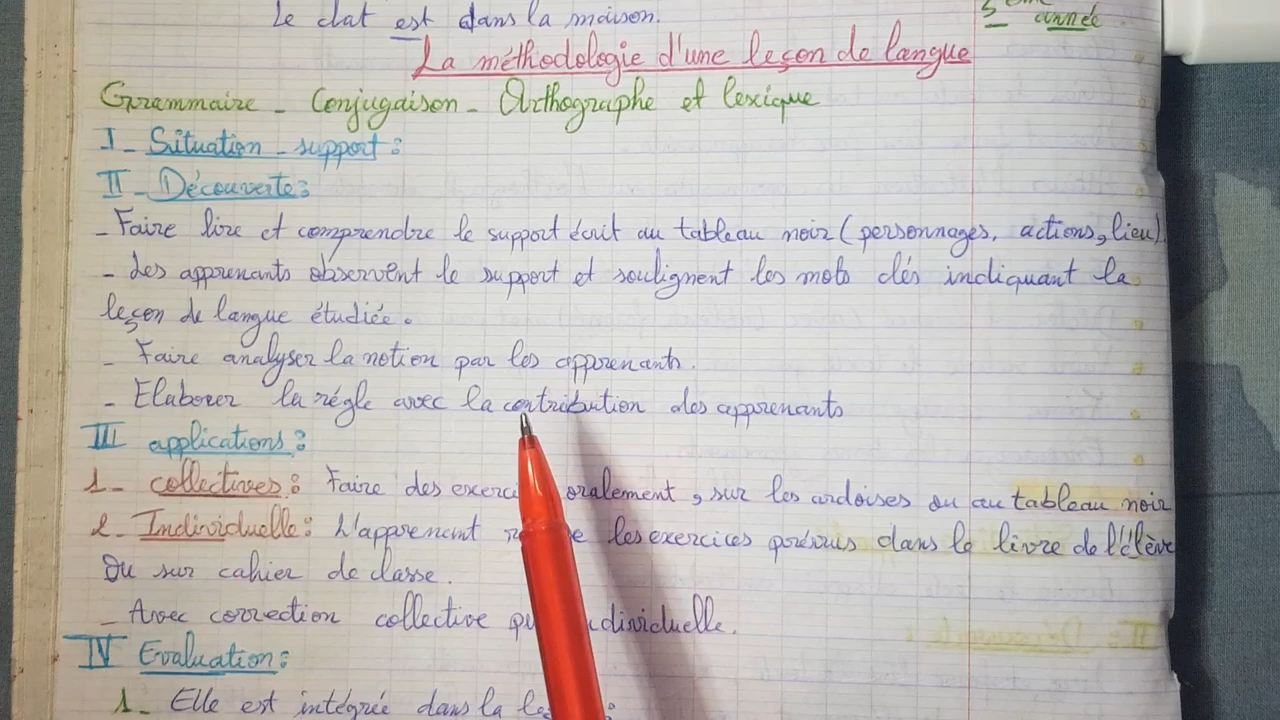 Le chat est dans la maison.
5ème année
La méthodologie d'une leçon de langue
Grammaire - Conjugaison - Orthographe et lexique
I - Situation - support :
II - Découverte :
- Faire lire et comprendre le support écrit au tableau noir (personnages, actions, lieu)
- Les apprenants observent le support et soulignent les mots clés indiquant la
leçon de langue étudiée.
- Faire analyser la notion par les apprenants.
- Elaborer la régle avec la contribution des apprenants
III applications :
1- collectives : Faire des exerci oralement, sur les ardoises ou au tableau noir
2- Individuelle : L'apprenant les exercices prévus dans le livre de l'élève
Ou sur cahier de classe.
- Avec correction collective individuelle.
IV Evaluation :
1- Elle est intégrée dans la